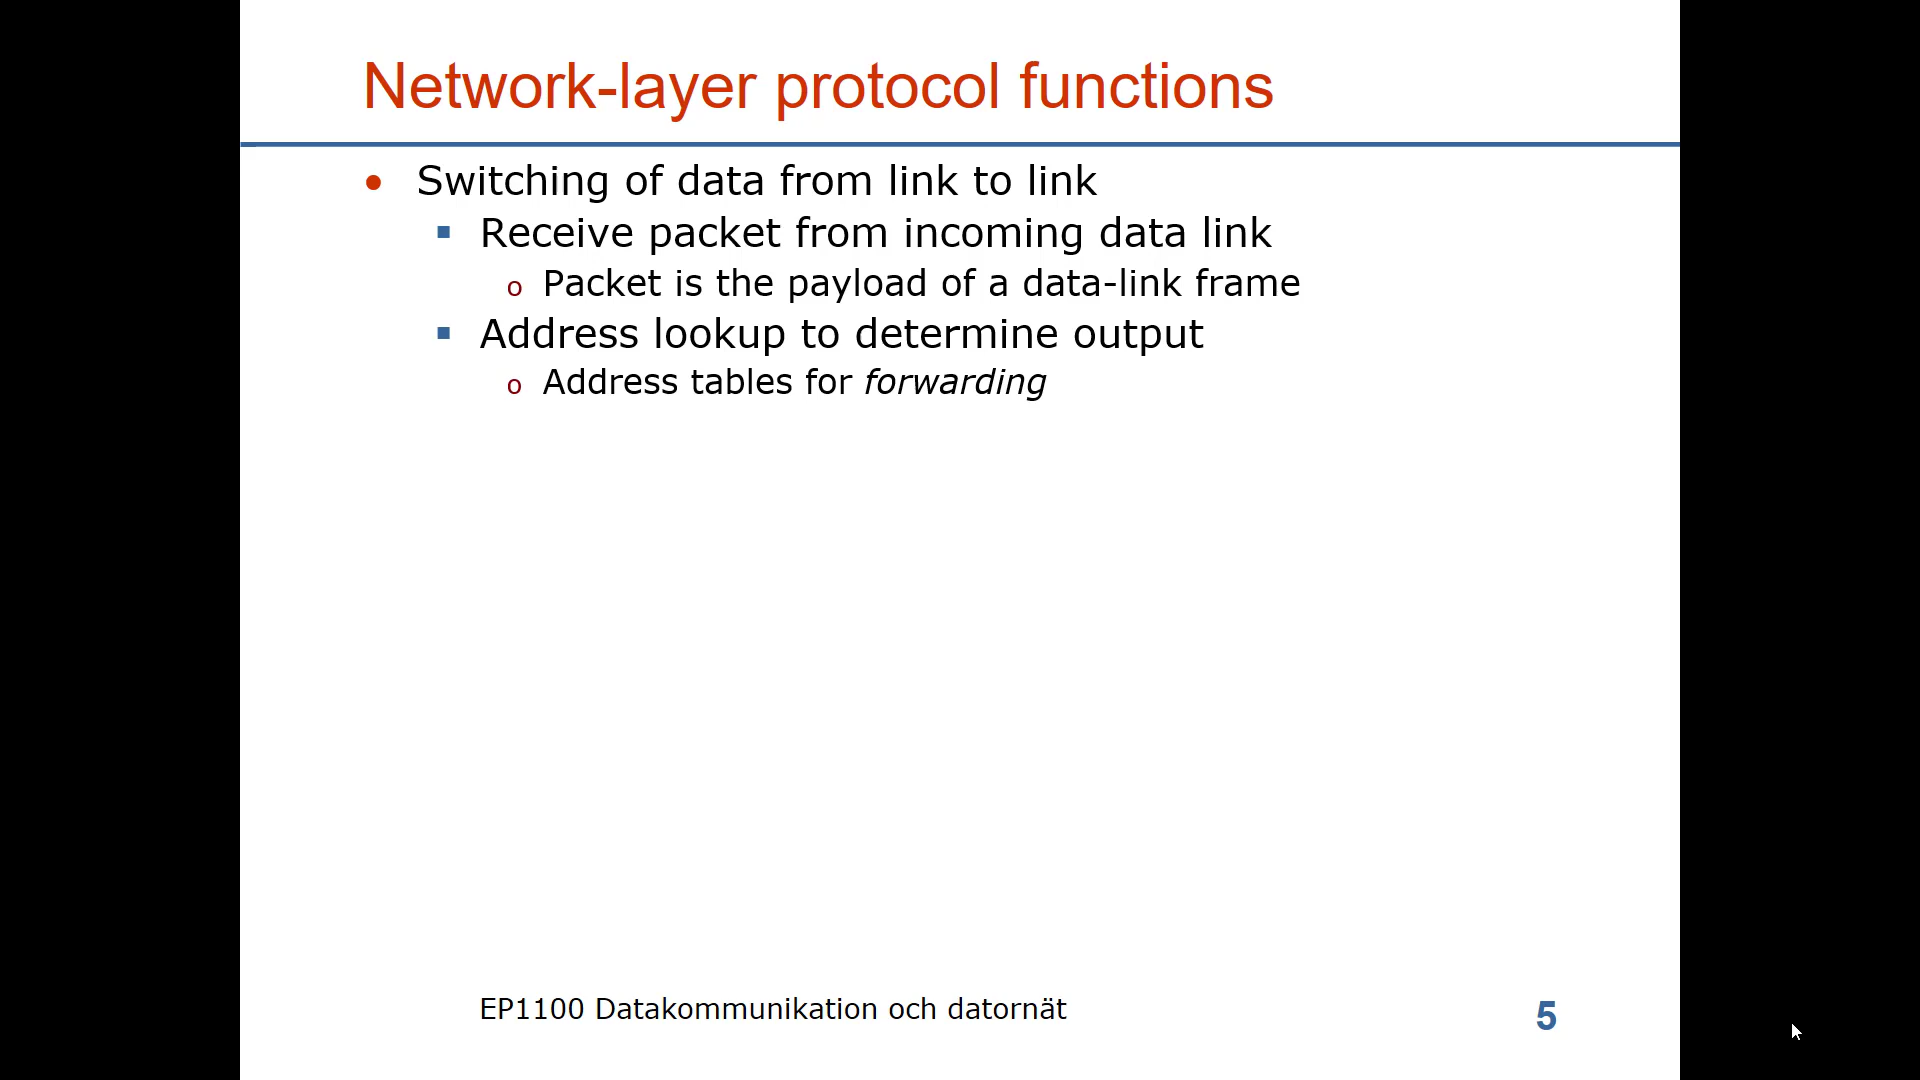 Network-layer protocol functions
• Switching of data from link to link
▪ Receive packet from incoming data link
o Packet is the payload of a data-link frame
▪ Address lookup to determine output
o Address tables for forwarding
EP1100 Datakommunikation och datornät
5